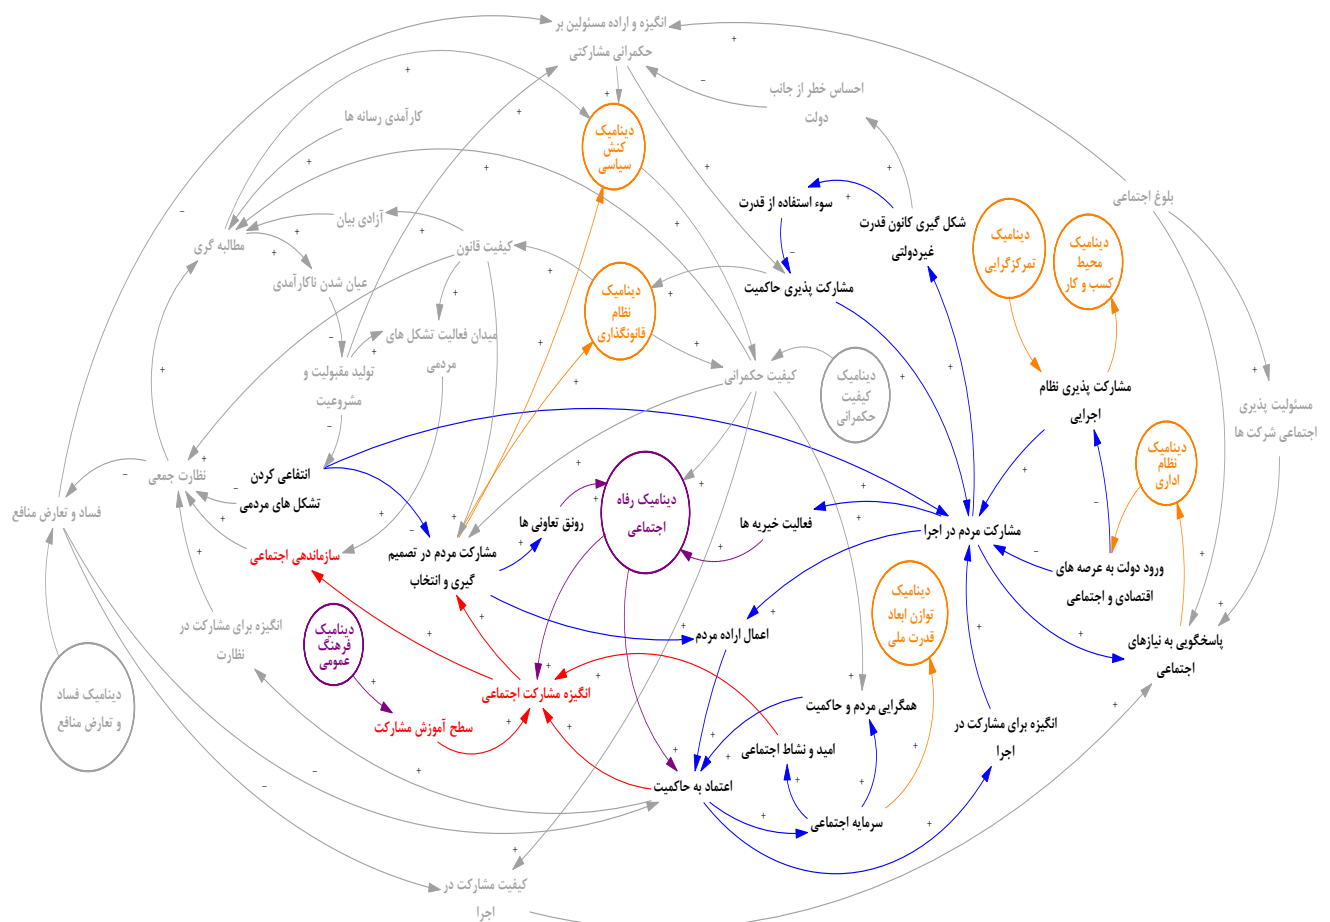 انگیزه و اراده مسئولین بر
حکمرانی مشارکتی
احساس خطر از جانب
دولت
کارآمدی رسانه ها
دینامیک
کنش
سیاسی
بلوغ اجتماعی
سوء استفاده از قدرت
شکل گیری کانون قدرت
غیردولتی
آزادی بیان
مطالبه گری
کیفیت قانون
دینامیک
تمرکزگرایی
دینامیک
محیط
کسب و کار
عیان شدن ناکارآمدی
دینامیک
نظام
قانونگذاری
مشارکت پذیری حاکمیت
میدان فعالیت تشکل های
مردمی
تولید مقبولیت و
مشروعیت
کیفیت حکمرانی
دینامیک
کیفیت
حکمرانی
مشارکت پذیری نظام
اجرایی
مسئولیت پذیری
اجتماعی شرکت ها
نظارت جمعی
انتفاعی کردن
تشکل های مردمی
دینامیک
نظام
اداری
فساد و تعارض منافع
دینامیک رفاه
اجتماعی
رونق تعاونی ها
فعالیت خیریه ها
مشارکت مردم در اجرا
سازماندهی اجتماعی
مشارکت مردم در تصمیم
گیری و انتخاب
ورود دولت به عرصه های
اقتصادی و اجتماعی
دینامیک
توازن ابعاد
قدرت ملی
انگیزه برای مشارکت در
نظارت
دینامیک
فرهنگ
عمومی
اعمال اراده مردم
پاسخگویی به نیازهای
اجتماعی
دینامیک فساد
و تعارض منافع
انگیزه مشارکت اجتماعی
سطح آموزش مشارکت
همگرایی مردم و حاکمیت
انگیزه برای مشارکت در
اجرا
امید و نشاط اجتماعی
اعتماد به حاکمیت
سرمایه اجتماعی
کیفیت مشارکت در
اجرا